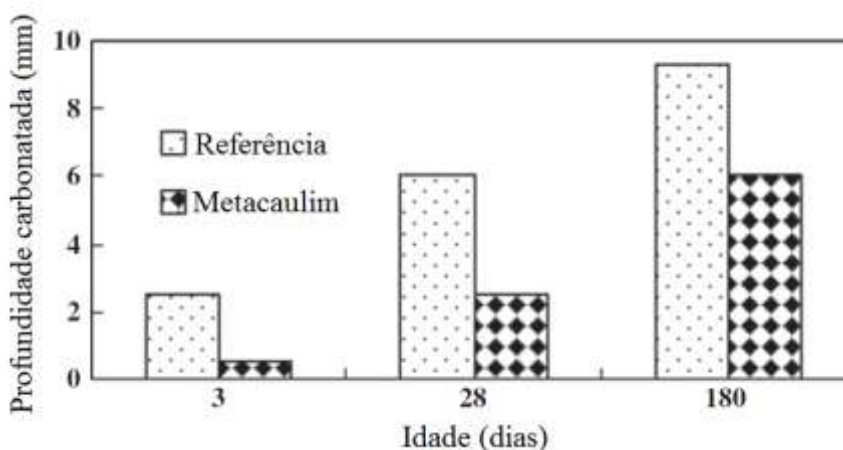 Profundidade carbonatada (mm)
10
8
6
4
2
0
Referência
Metacaulim
3 28 180
Idade (dias)